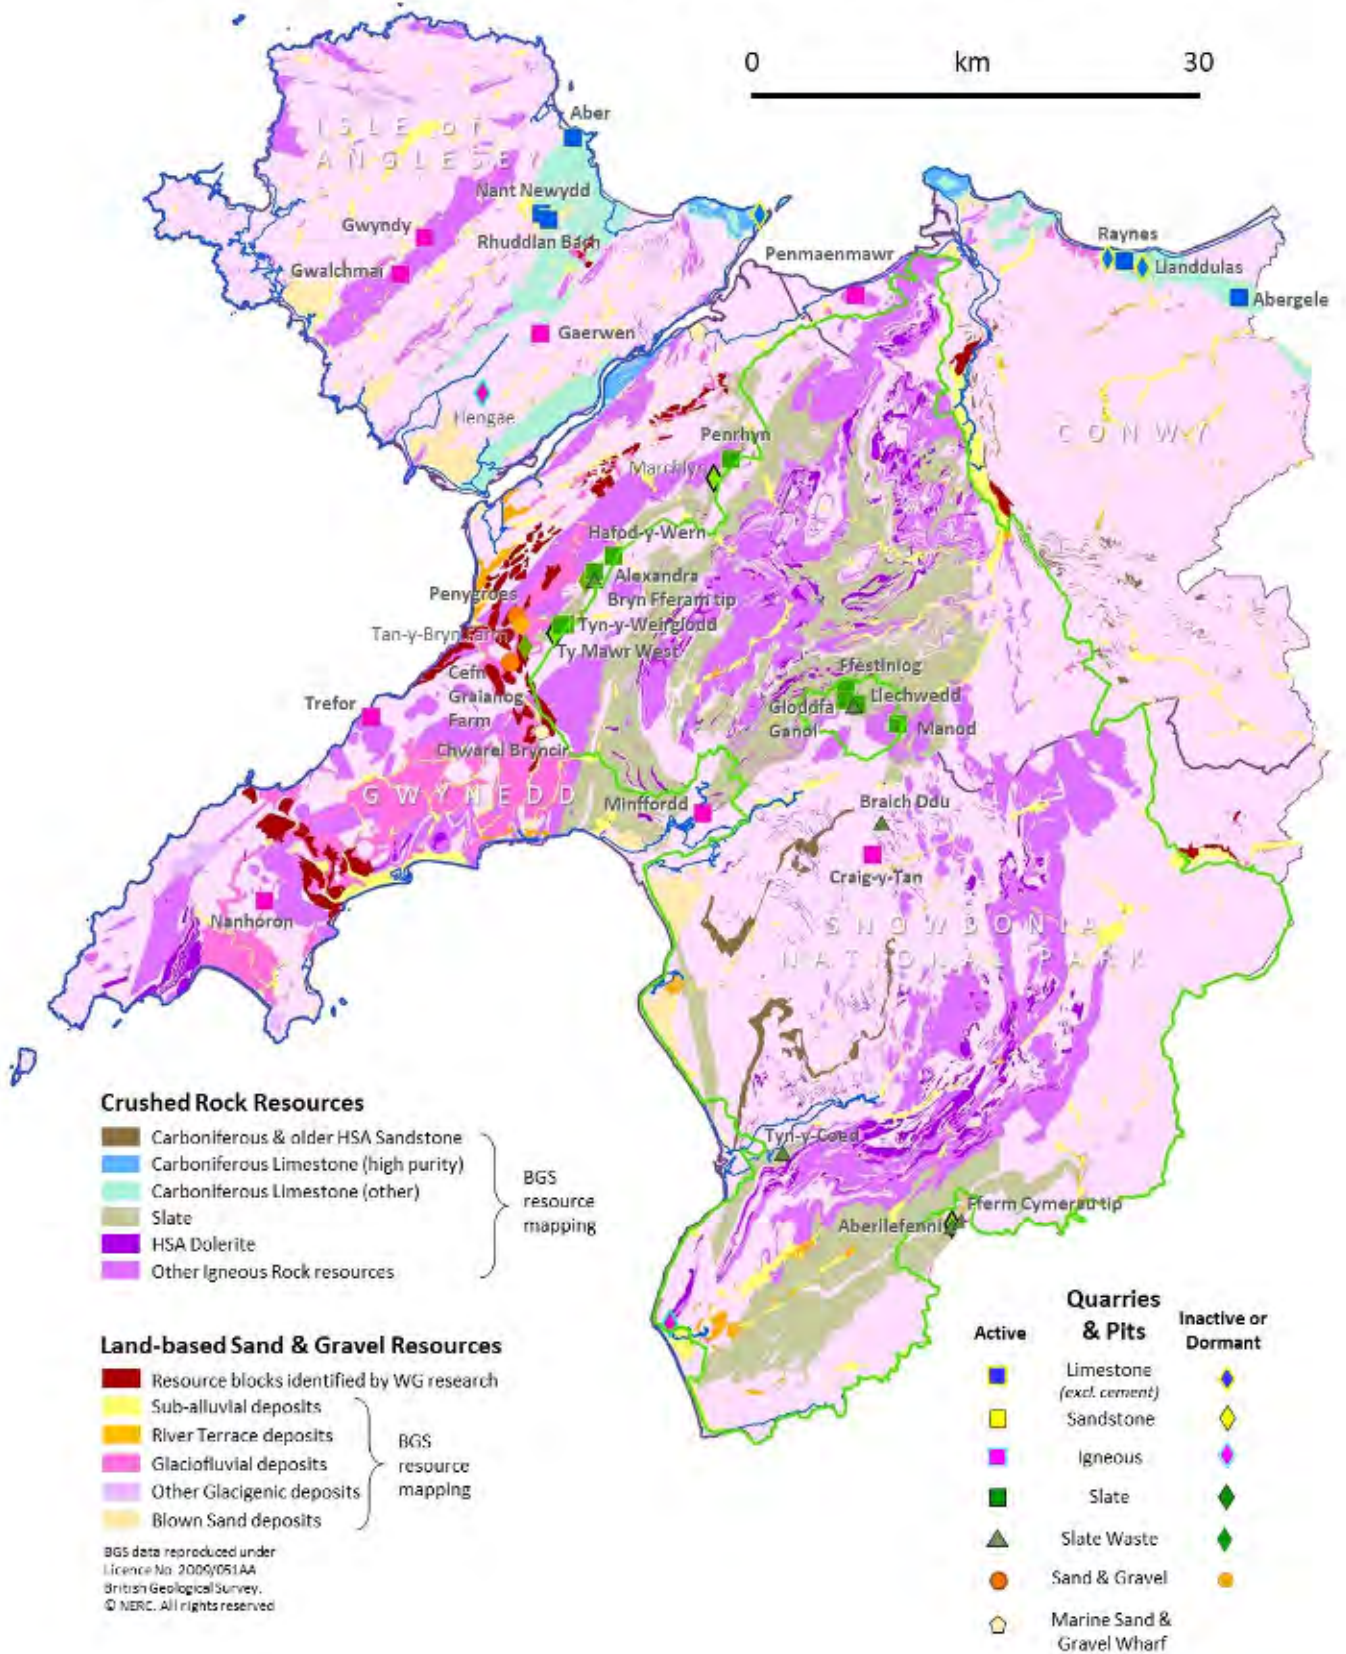 0 km 30
Aber
ISLE of
ANGLESEY
Nant Newydd
Gwyndy
Rhuddlan Bach
Raynes
Penmaenmawr
Gwalchmai
Llanddulas
Abergele
Gaerwen
Hengae
CONWY
Penrhyn
Marchlyn
Hafod-y-Wern
Alexandra
Penygroes
Bryn Fferam tip
Tan-y-Bryn Farm
Tyn-y-Weirglodd
Ty Mawr West
Cefn
Graianog
Farm
Ffestiniog
Llechwedd
Gloddfa
Ganol
Manod
Trefor
Chwarel Bryncir
GWYNEDD
Minffordd
Braich Ddu
Craig-y-Tan
Nanhoron
SNOWDONIA
NATIONAL PARK
Tyn-y-Coed
Fferm Cymerau tip
Aberllefenni
Crushed Rock Resources
Carboniferous & older HSA Sandstone
Carboniferous Limestone (high purity)
Carboniferous Limestone (other)
Slate
HSA Dolerite
Other Igneous Rock resources
BGS
resource
mapping
Land-based Sand & Gravel Resources
Resource blocks identified by WG research
Sub-alluvial deposits
River Terrace deposits
Glaciofluvial deposits
Other Glacigenic deposits
Blown Sand deposits
BGS
resource
mapping
BGS data reproduced under
Licence No. 2009/051AA
British Geological Survey.
© NERC. All rights reserved
Active
Quarries
& Pits
Inactive or
Dormant
Limestone
(excl. cement)
Sandstone
Igneous
Slate
Slate Waste
Sand & Gravel
Marine Sand &
Gravel Wharf